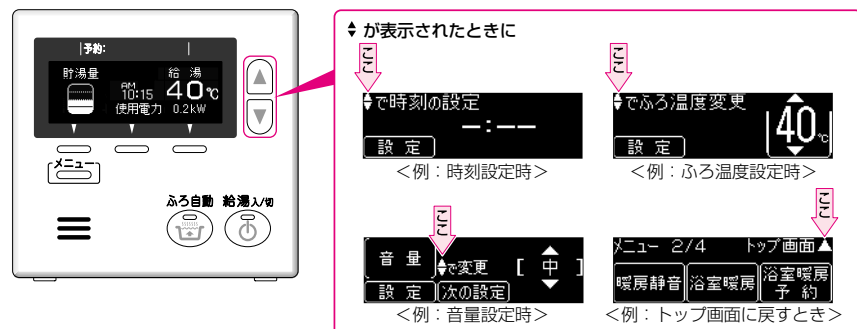 予約:
貯湯量
AM
10:15
給 湯
40℃
使用電力 0.2kW
メニュー
ふろ自動
給湯入/切
♦が表示されたときに
ここ
♦で時刻の設定
–:––
設 定
<例:時刻設定時>
ここ
♦でふろ温度変更
40℃
設 定
<例:ふろ温度設定時>
ここ
音 量
♦で変更 [ 中 ]
設 定 次の設定
<例:音量設定時>
ここ
メニュー 2/4 トップ画面▲
暖房静音 浴室暖房 浴室暖房
予 約
<例:トップ画面に戻すとき>